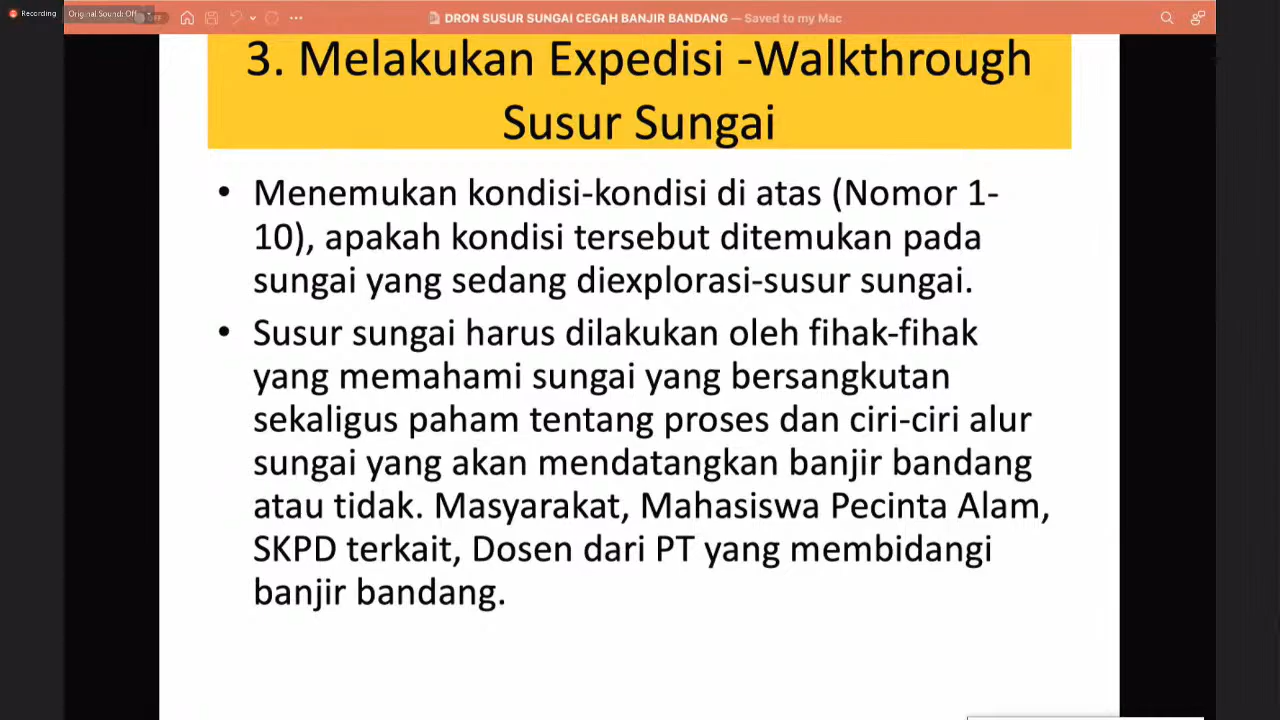 Recording
Original Sound: Off
OFF
DRON SUSUR SUNGAI CEGAH BANJIR BANDANG — Saved to my Mac
3. Melakukan Expedisi -Walkthrough
Susur Sungai
• Menemukan kondisi-kondisi di atas (Nomor 1-
10), apakah kondisi tersebut ditemukan pada
sungai yang sedang diexplorasi-susur sungai.
• Susur sungai harus dilakukan oleh fihak-fihak
yang memahami sungai yang bersangkutan
sekaligus paham tentang proses dan ciri-ciri alur
sungai yang akan mendatangkan banjir bandang
atau tidak. Masyarakat, Mahasiswa Pecinta Alam,
SKPD terkait, Dosen dari PT yang membidangi
banjir bandang.